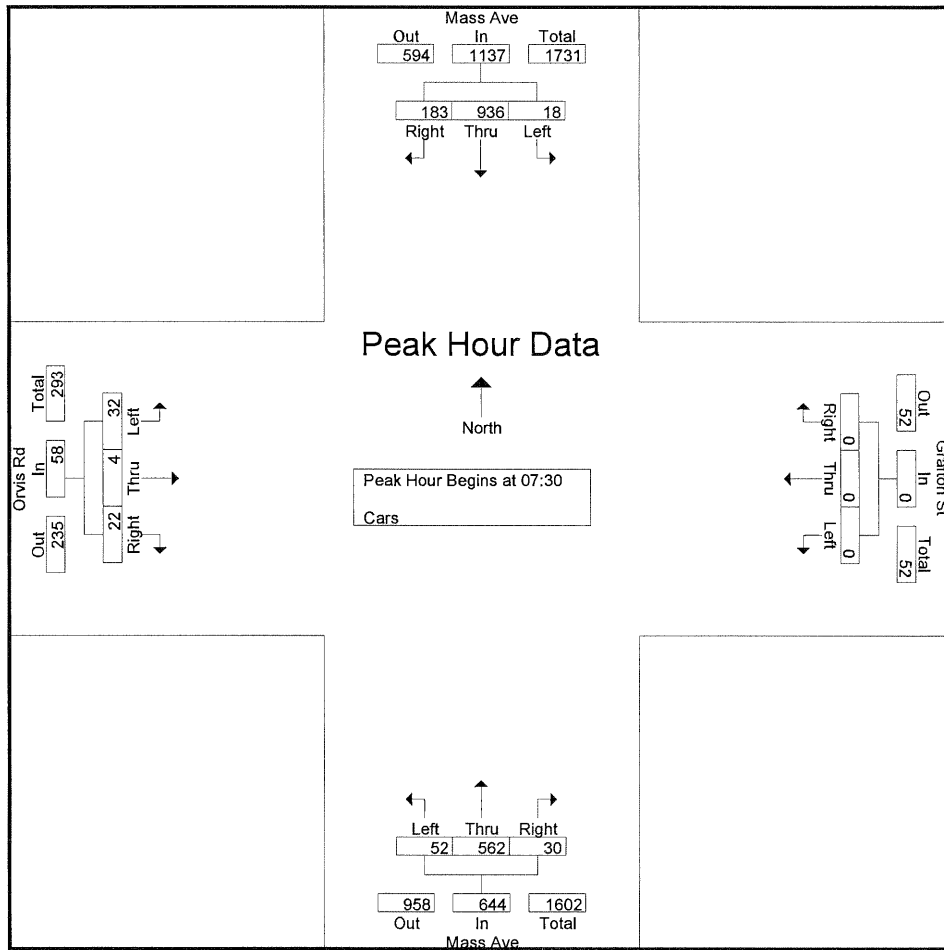 Mass Ave
Out In Total
594 1137 1731
183 936 18
Right Thru Left
Peak Hour Data
North
Peak Hour Begins at 07:30
Cars
Orvis Rd
Total In Out
293 58 235
32 4 22
Left Thru Right
Right Thru Left
0 0 0
Out In Total
52 0 52
Grafton St
Left Thru Right
52 562 30
958 644 1602
Out In Total
Mass Ave